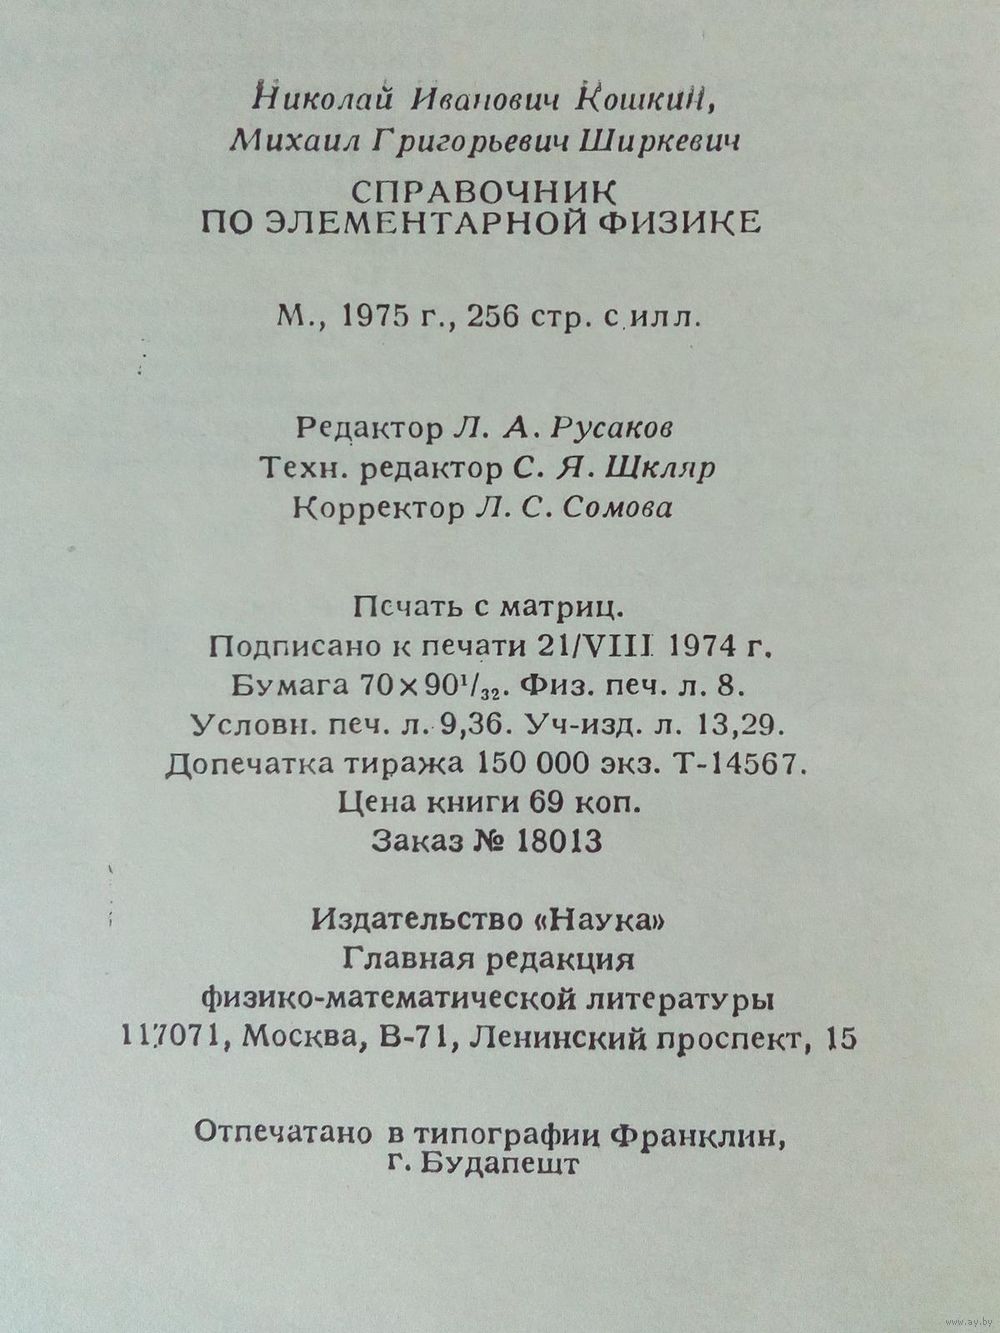 Николай Иванович Кошкин,
Михаил Григорьевич Ширкевич
СПРАВОЧНИК
ПО ЭЛЕМЕНТАРНОЙ ФИЗИКЕ
М., 1975 г., 256 стр. с илл.
Редактор Л. А. Русаков
Техн. редактор С. Я. Шкляр
Корректор Л. С. Сомова
Печать с матриц.
Подписано к печати 21/VIII 1974 г.
Бумага 70×90¹/₃₂. Физ. печ. л. 8.
Условн. печ. л. 9,36. Уч-изд. л. 13,29.
Допечатка тиража 150 000 экз. Т-14567.
Цена книги 69 коп.
Заказ № 18013
Издательство «Наука»
Главная редакция
физико-математической литературы
117071, Москва, В-71, Ленинский проспект, 15
Отпечатано в типографии Франклин,
г. Будапешт
www.ay.by